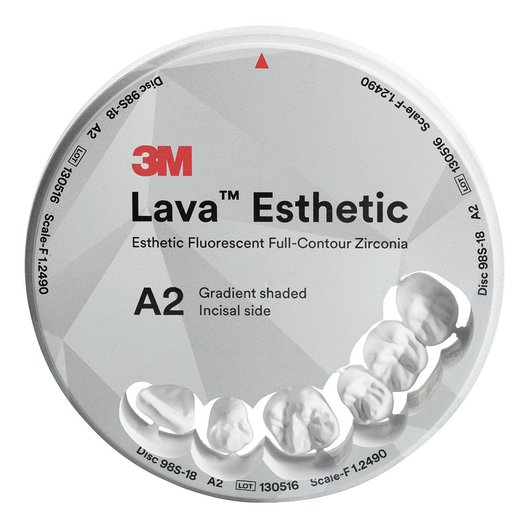 3M
Lava™ Esthetic
Esthetic Fluorescent Full-Contour Zirconia
A2
Gradient shaded
Incisal side
Disc 98S-18 A2 LOT 130516 Scale-F 1.2490
Disc 98S-18 A2 LOT 130516 Scale-F 1.2490
Disc 98S-18 A2 LOT 130516 Scale-F 1.2490